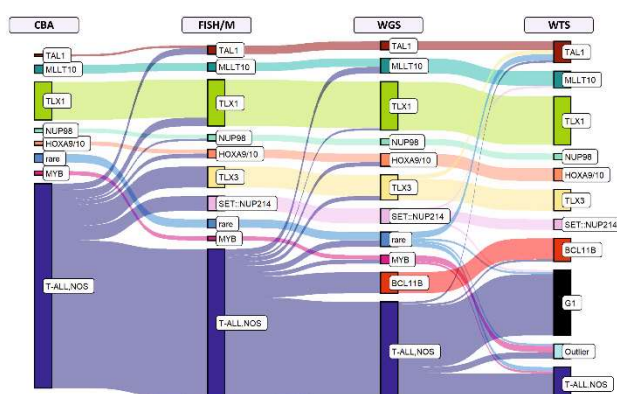 CBA
FISH/M
WGS
WTS
TAL1
MLLT10
TLX1
NUP98
HOXA9/10
rare
MYB
T-ALL,NOS
TAL1
MLLT10
TLX1
NUP98
HOXA9/10
TLX3
SET::NUP214
rare
MYB
T-ALL,NOS
TAL1
MLLT10
TLX1
NUP98
HOXA9/10
TLX3
SET::NUP214
rare
MYB
BCL11B
T-ALL,NOS
TAL1
MLLT10
TLX1
NUP98
HOXA9/10
TLX3
SET::NUP214
BCL11B
G1
Outlier
T-ALL,NOS